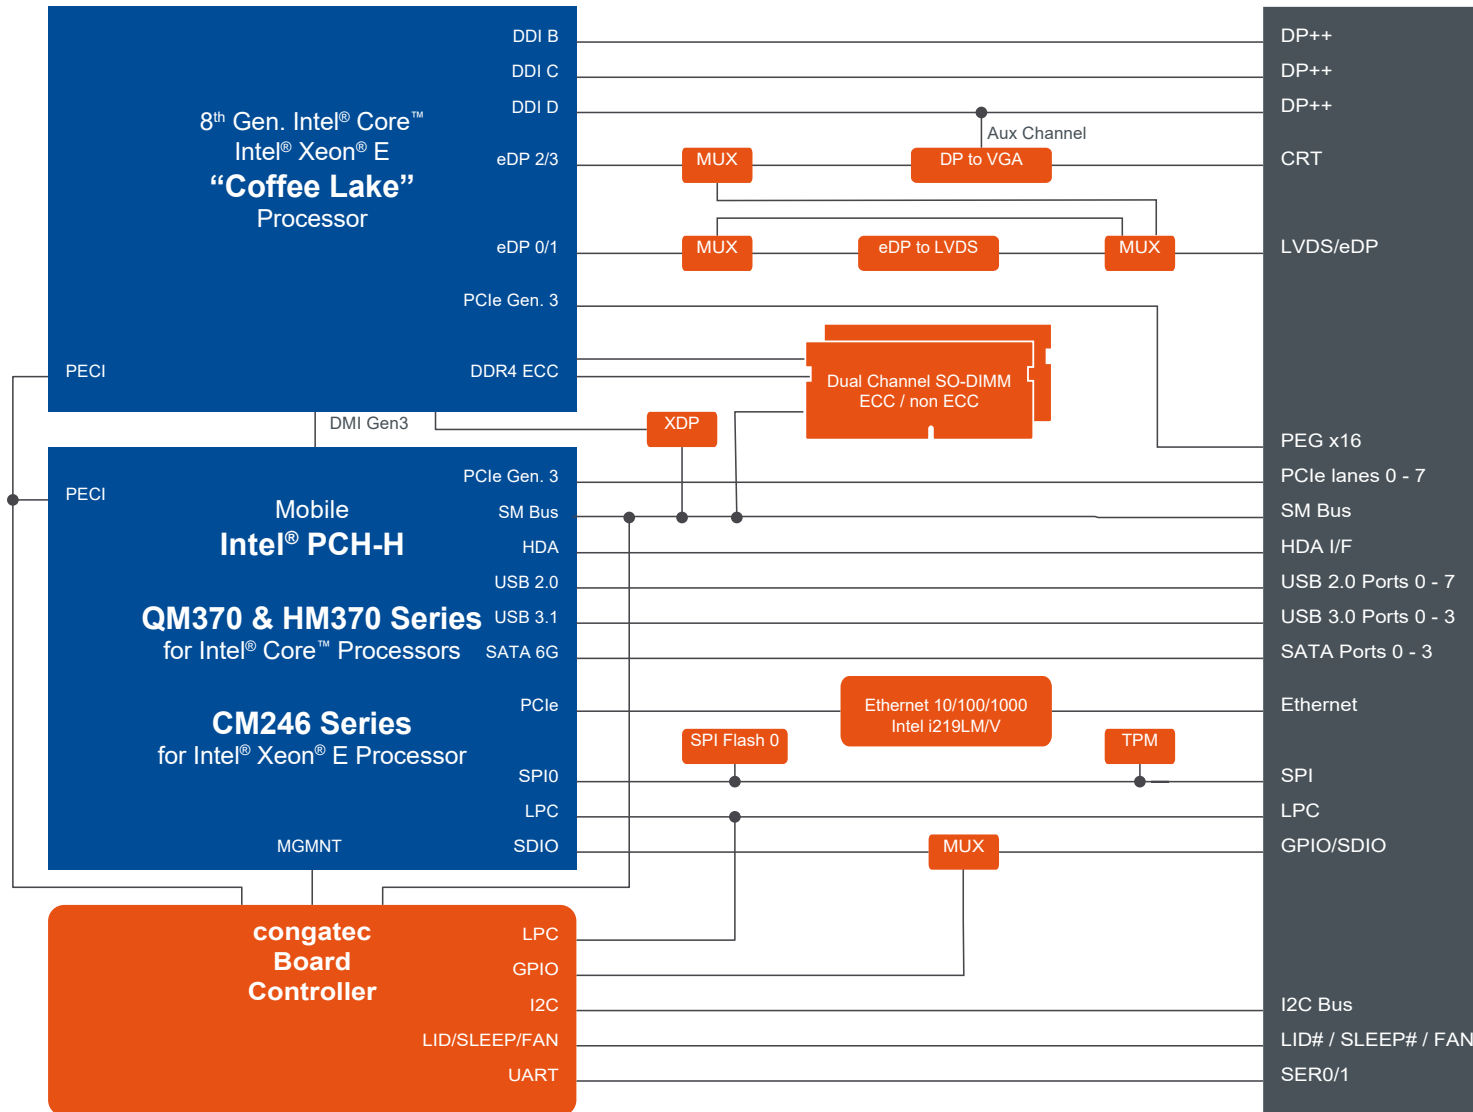 DDI B
DDI C
DDI D
8th Gen. Intel® Core™
Intel® Xeon® E
“Coffee Lake”
Processor
eDP 2/3
eDP 0/1
PCIe Gen. 3
PECI
DDR4 ECC
DP++
DP++
DP++
Aux Channel
MUX
DP to VGA
CRT
MUX
eDP to LVDS
MUX
LVDS/eDP
Dual Channel SO-DIMM
ECC / non ECC
DMI Gen3
XDP
PEG x16
PECI
PCIe Gen. 3
Mobile
Intel® PCH-H
SM Bus
HDA
USB 2.0
QM370 & HM370 Series
USB 3.1
for Intel® Core™ Processors
SATA 6G
PCIe
CM246 Series
for Intel® Xeon® E Processor
SPI0
LPC
MGMNT
SDIO
PCIe lanes 0 - 7
SM Bus
HDA I/F
USB 2.0 Ports 0 - 7
USB 3.0 Ports 0 - 3
SATA Ports 0 - 3
Ethernet 10/100/1000
Intel i219LM/V
Ethernet
SPI Flash 0
TPM
SPI
LPC
MUX
GPIO/SDIO
congatec
Board
Controller
LPC
GPIO
I2C
LID/SLEEP/FAN
UART
I2C Bus
LID# / SLEEP# / FAN
SER0/1